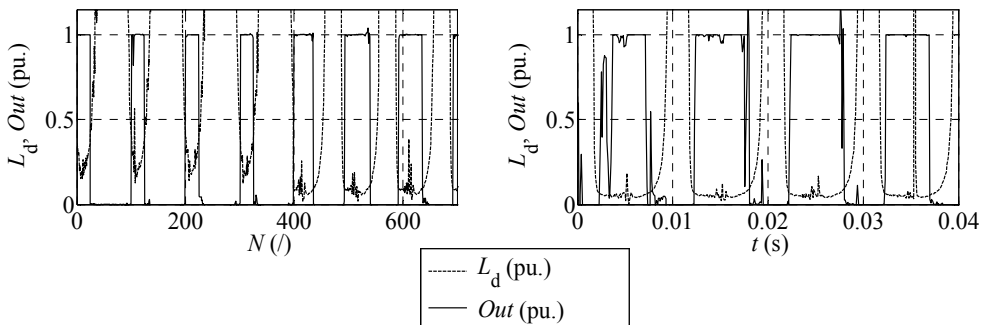 1
0.5
0
L_d, Out (pu.)
0 200 400 600
N (/)
1
0.5
0
L_d, Out (pu.)
0 0.01 0.02 0.03 0.04
t (s)
L_d (pu.)
Out (pu.)